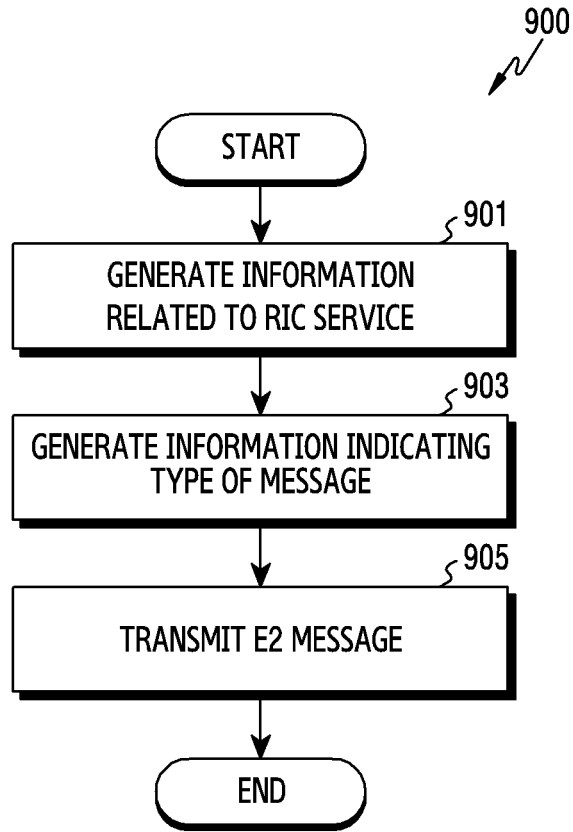 900
START
901
GENERATE INFORMATION
RELATED TO RIC SERVICE
903
GENERATE INFORMATION INDICATING
TYPE OF MESSAGE
905
TRANSMIT E2 MESSAGE
END